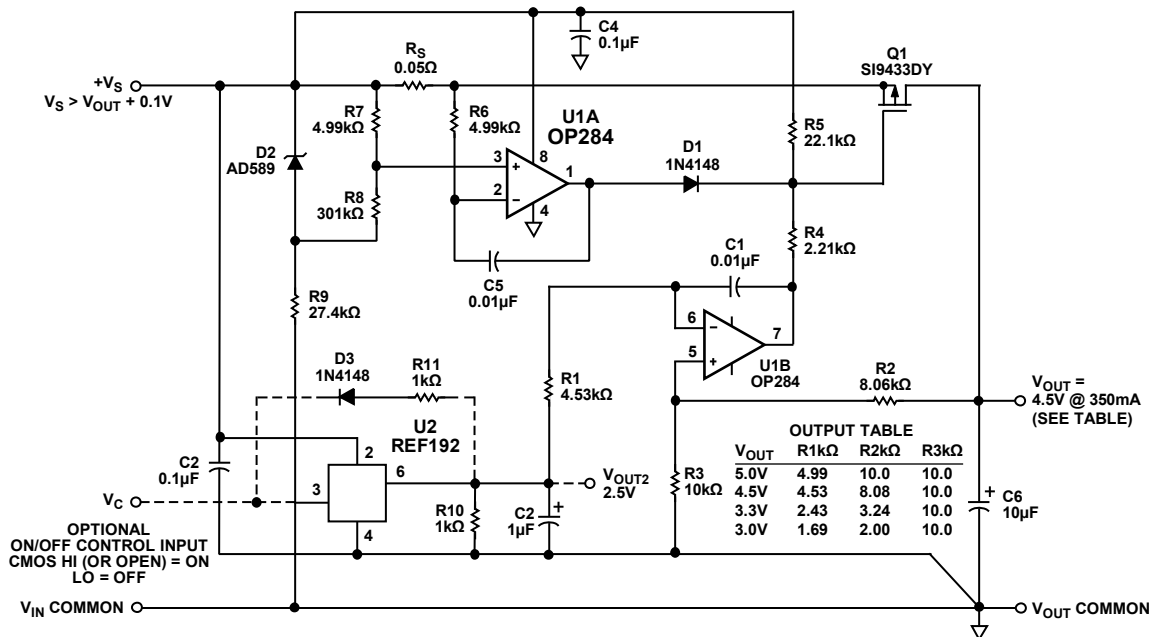 +VS
VS > VOUT + 0.1V
RS
0.05Ω
C4
0.1µF
Q1
SI9433DY
R7
4.99kΩ
R6
4.99kΩ
U1A
OP284
D2
AD589
R8
301kΩ
3
+
2
−
8
1
4
D1
1N4148
R5
22.1kΩ
R4
2.21kΩ
C5
0.01µF
C1
0.01µF
R9
27.4kΩ
6
−
5
+
7
U1B
OP284
D3
1N4148
R11
1kΩ
R1
4.53kΩ
R2
8.06kΩ
VOUT =
4.5V @ 350mA
(SEE TABLE)
U2
REF192
C2
0.1µF
2
6
3
4
VOUT2
2.5V
R3
10kΩ
OUTPUT TABLE
VOUT R1kΩ R2kΩ R3kΩ
5.0V 4.99 10.0 10.0
4.5V 4.53 8.08 10.0
3.3V 2.43 3.24 10.0
3.0V 1.69 2.00 10.0
VC
R10
1kΩ
C2
1µF
+
+
C6
10µF
OPTIONAL
ON/OFF CONTROL INPUT
CMOS HI (OR OPEN) = ON
LO = OFF
VIN COMMON
VOUT COMMON